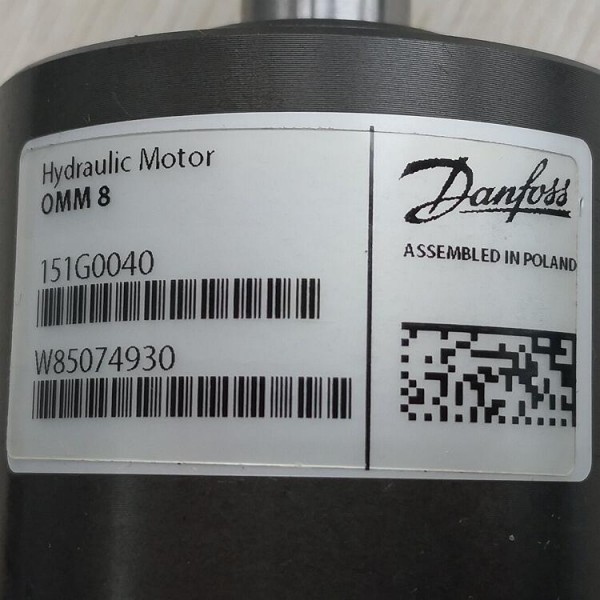 Hydraulic Motor
OMM 8
151G0040
W85074930
Danfoss
ASSEMBLED IN POLAND